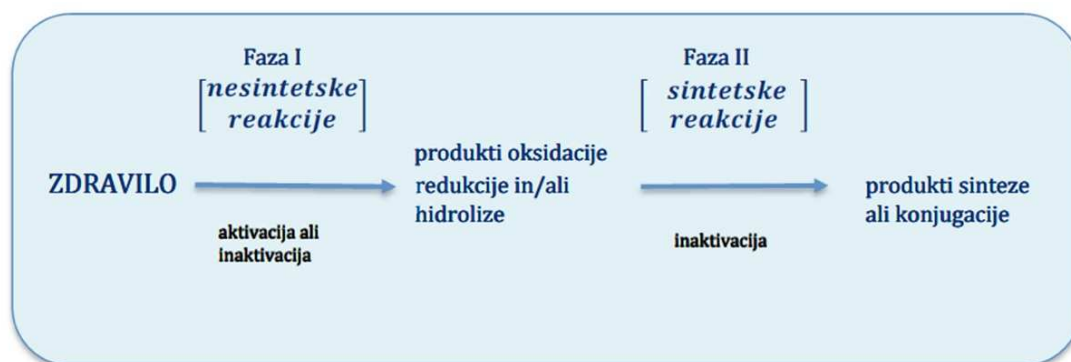 Faza I
nesintetske
reakcije
Faza II
sintetske
reakcije
ZDRAVILO
produkti oksidacije
redukcije in/ali
hidrolize
produkti sinteze
ali konjugacije
aktivacija ali
inaktivacija
inaktivacija